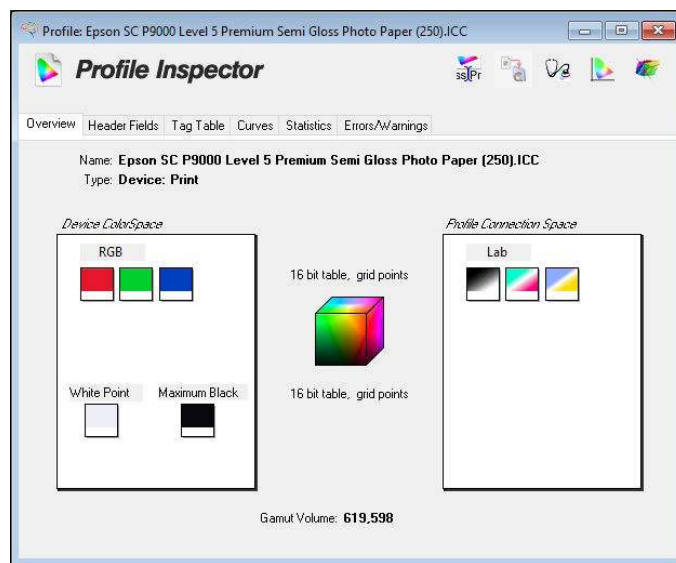 Profile: Epson SC P9000 Level 5 Premium Semi Gloss Photo Paper (250).ICC
Profile Inspector
ssPr
Overview Header Fields Tag Table Curves Statistics Errors/Warnings
Name: Epson SC P9000 Level 5 Premium Semi Gloss Photo Paper (250).ICC
Type: Device: Print
Device ColorSpace Profile Connection Space
RGB Lab
16 bit table, grid points
White Point Maximum Black 16 bit table, grid points
Gamut Volume: 619,598